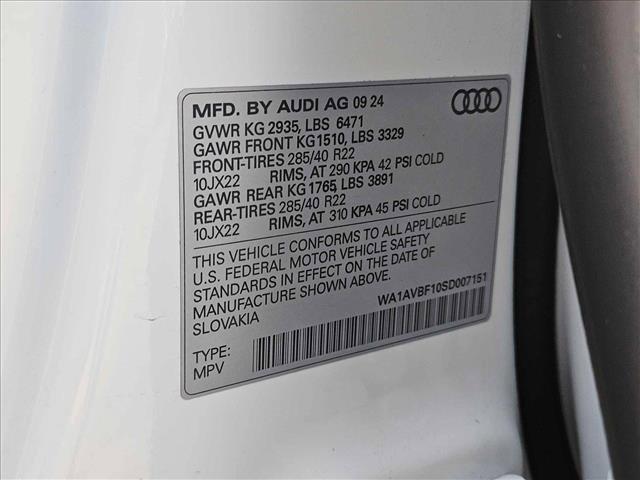 MFD. BY AUDI AG 09 24
GVWR KG 2935, LBS 6471
GAWR FRONT KG1510, LBS 3329
FRONT-TIRES 285/40 R22
10JX22 RIMS, AT 290 KPA 42 PSI COLD
GAWR REAR KG 1765, LBS 3891
REAR-TIRES 285/40 R22
10JX22 RIMS, AT 310 KPA 45 PSI COLD
THIS VEHICLE CONFORMS TO ALL APPLICABLE
U.S. FEDERAL MOTOR VEHICLE SAFETY
STANDARDS IN EFFECT ON THE DATE OF
MANUFACTURE SHOWN ABOVE.
SLOVAKIA
WA1AVBF10SD007151
TYPE:
MPV